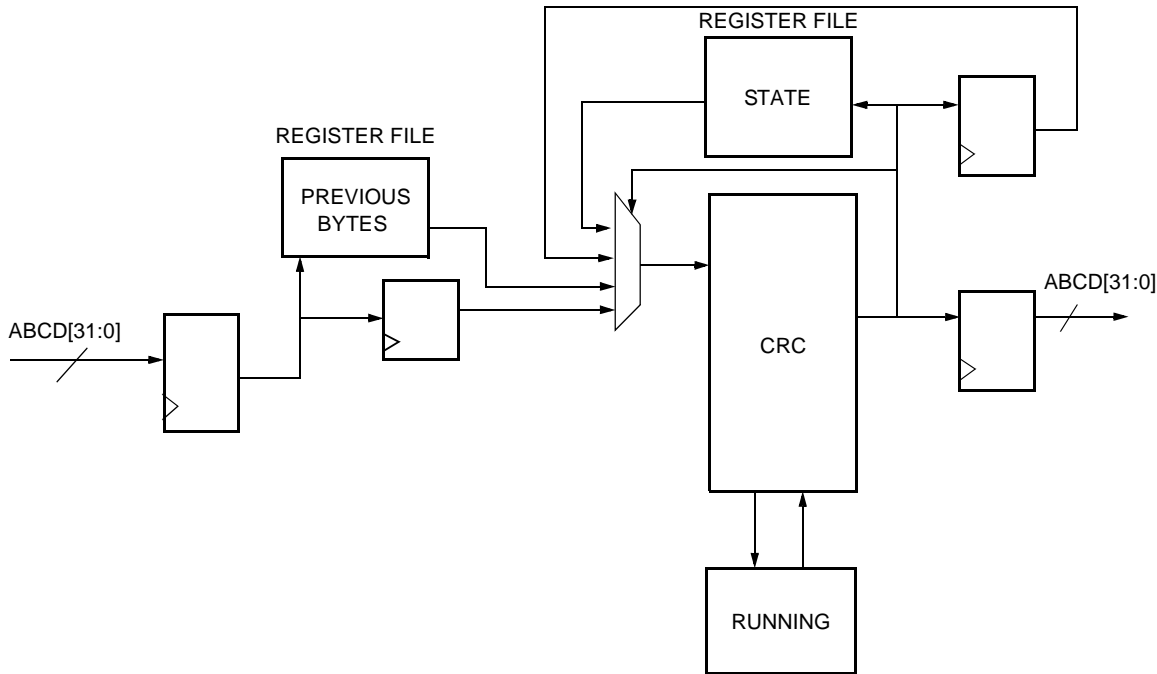 REGISTER FILE
STATE
REGISTER FILE
PREVIOUS
BYTES
ABCD[31:0]
ABCD[31:0]
CRC
RUNNING